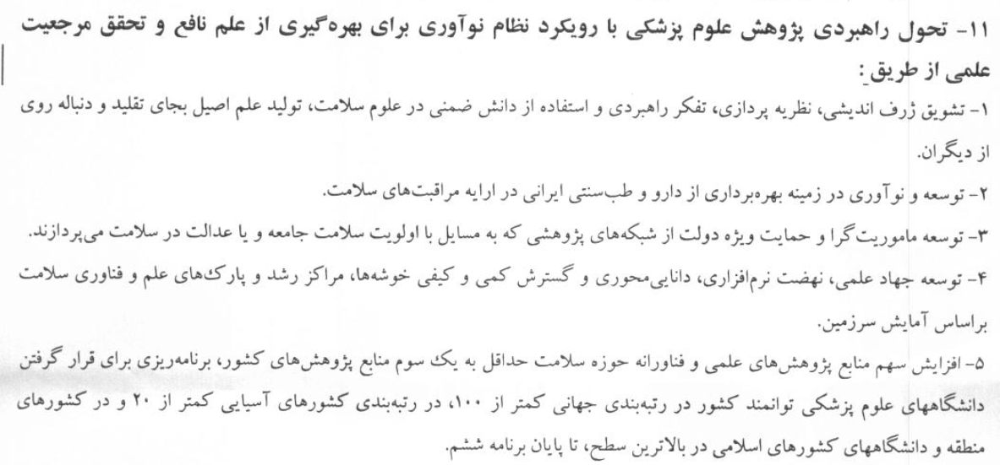 ۱۱- تحول راهبردی پژوهش علوم پزشکی با رویکرد نظام نوآوری برای بهره‌گیری از علم نافع و تحقق مرجعیت
علمی از طریق :
۱- تشویق ژرف اندیشی، نظریه پردازی، تفکر راهبردی و استفاده از دانش ضمنی در علوم سلامت، تولید علم اصیل بجای تقلید و دنباله روی
از دیگران.
۲- توسعه و نوآوری در زمینه بهره‌برداری از دارو و طب‌سنتی ایرانی در ارایه مراقبت‌های سلامت.
۳- توسعه ماموریت‌گرا و حمایت ویژه دولت از شبکه‌های پژوهشی که به مسایل با اولویت سلامت جامعه و یا عدالت در سلامت می‌پردازند.
۴- توسعه جهاد علمی، نهضت نرم‌افزاری، دانایی‌محوری و گسترش کمی و کیفی خوشه‌ها، مراکز رشد و پارک‌های علم و فناوری سلامت
براساس آمایش سرزمین.
۵- افزایش سهم منابع پژوهش‌های علمی و فناورانه حوزه سلامت حداقل به یک سوم منابع پژوهش‌های کشور، برنامه‌ریزی برای قرار گرفتن
دانشگاههای علوم پزشکی توانمند کشور در رتبه‌بندی جهانی کمتر از ۱۰۰، در رتبه‌بندی کشورهای آسیایی کمتر از ۲۰ و در کشورهای
منطقه و دانشگاههای کشورهای اسلامی در بالاترین سطح، تا پایان برنامه ششم.